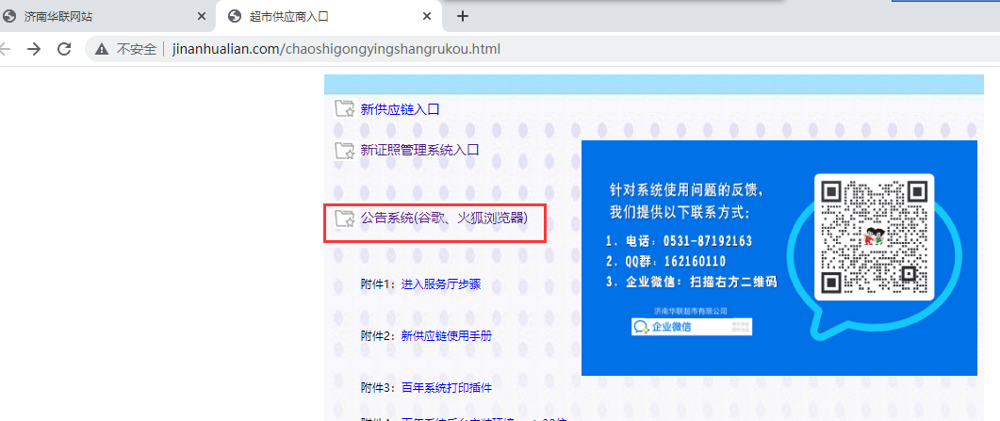 济南华联网站
超市供应商入口
不安全
jinanhualian.com/chaoshigongyingshangrukou.html
新供应链入口
新证照管理系统入口
公告系统(谷歌、火狐浏览器)
附件1：进入服务厅步骤
附件2：新供应链使用手册
附件3：百年系统打印插件
针对系统使用问题的反馈，
我们提供以下联系方式：
1、电话：0531-87192163
2、QQ群：162160110
3、企业微信：扫描右方二维码
济南华联超市有限公司
企业微信